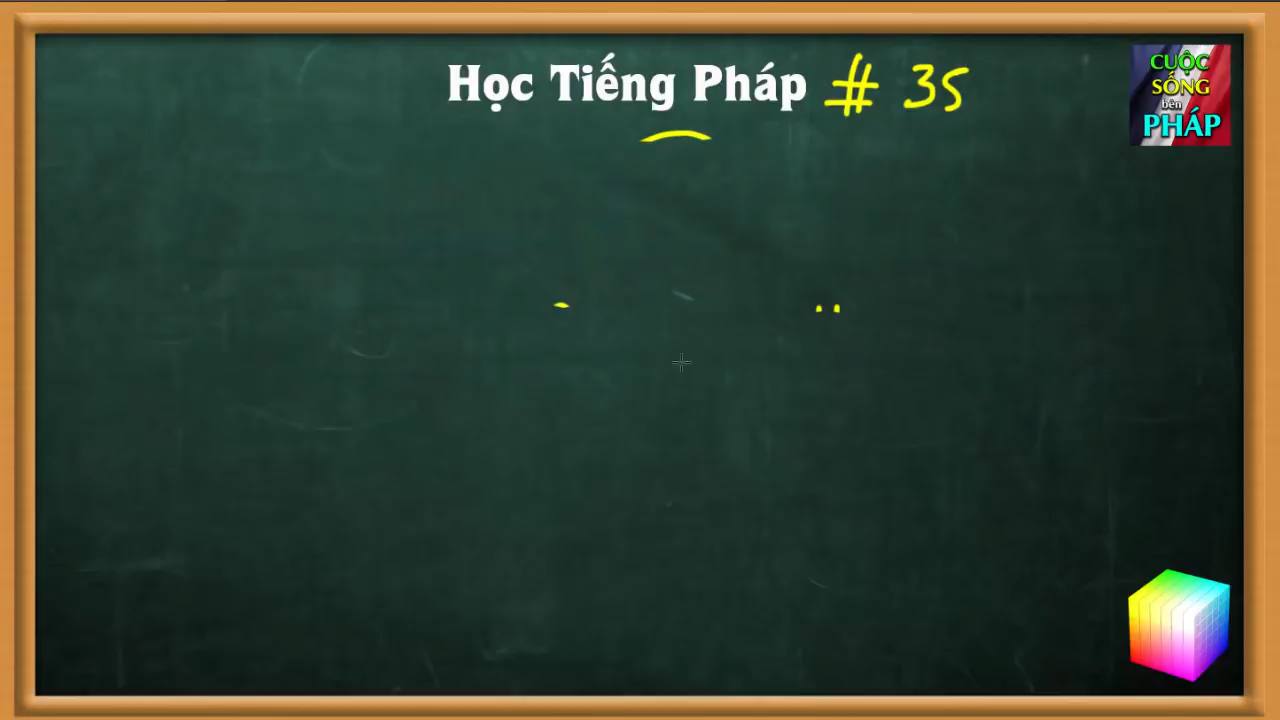 Học Tiếng Pháp # 35
CUỘC
SỐNG
bên
PHÁP